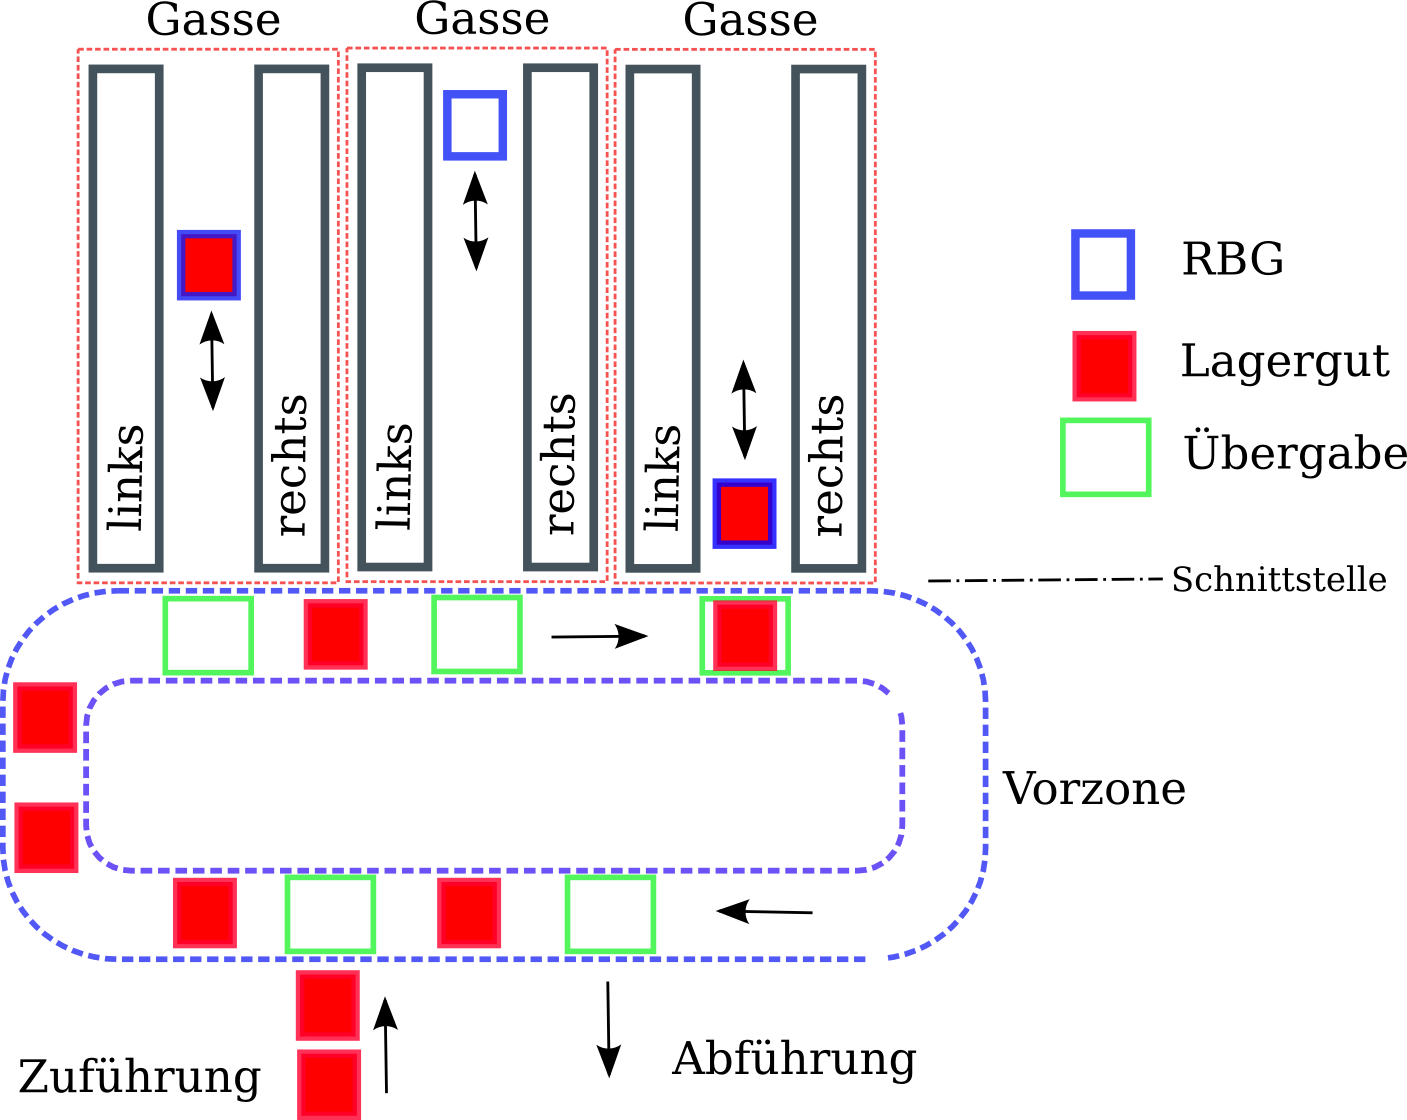 Gasse
Gasse
Gasse
links
rechts
links
rechts
links
rechts
RBG
Lagergut
Übergabe
Schnittstelle
Vorzone
Zuführung
Abführung